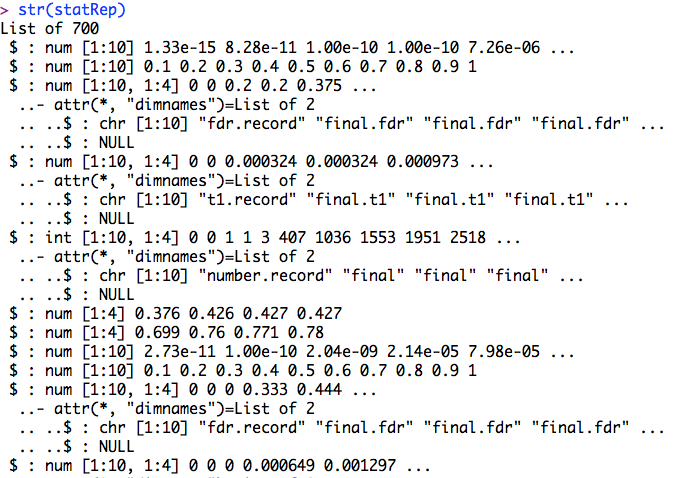 > str(statRep)
List of 700
 $ : num [1:10] 1.33e-15 8.28e-11 1.00e-10 1.00e-10 7.26e-06 ...
 $ : num [1:10] 0.1 0.2 0.3 0.4 0.5 0.6 0.7 0.8 0.9 1
 $ : num [1:10, 1:4] 0 0 0.2 0.2 0.375 ...
  ..- attr(*, "dimnames")=List of 2
  .. ..$ : chr [1:10] "fdr.record" "final.fdr" "final.fdr" "final.fdr" ...
  .. ..$ : NULL
 $ : num [1:10, 1:4] 0 0 0.000324 0.000324 0.000973 ...
  ..- attr(*, "dimnames")=List of 2
  .. ..$ : chr [1:10] "t1.record" "final.t1" "final.t1" "final.t1" ...
  .. ..$ : NULL
 $ : int [1:10, 1:4] 0 0 1 1 3 407 1036 1553 1951 2518 ...
  ..- attr(*, "dimnames")=List of 2
  .. ..$ : chr [1:10] "number.record" "final" "final" "final" ...
  .. ..$ : NULL
 $ : num [1:4] 0.376 0.426 0.427 0.427
 $ : num [1:4] 0.699 0.76 0.771 0.78
 $ : num [1:10] 2.73e-11 1.00e-10 2.04e-09 2.14e-05 7.98e-05 ...
 $ : num [1:10] 0.1 0.2 0.3 0.4 0.5 0.6 0.7 0.8 0.9 1
 $ : num [1:10, 1:4] 0 0 0 0.333 0.444 ...
  ..- attr(*, "dimnames")=List of 2
  .. ..$ : chr [1:10] "fdr.record" "final.fdr" "final.fdr" "final.fdr" ...
  .. ..$ : NULL
 $ : num [1:10, 1:4] 0 0 0 0.000649 0.001297 ...